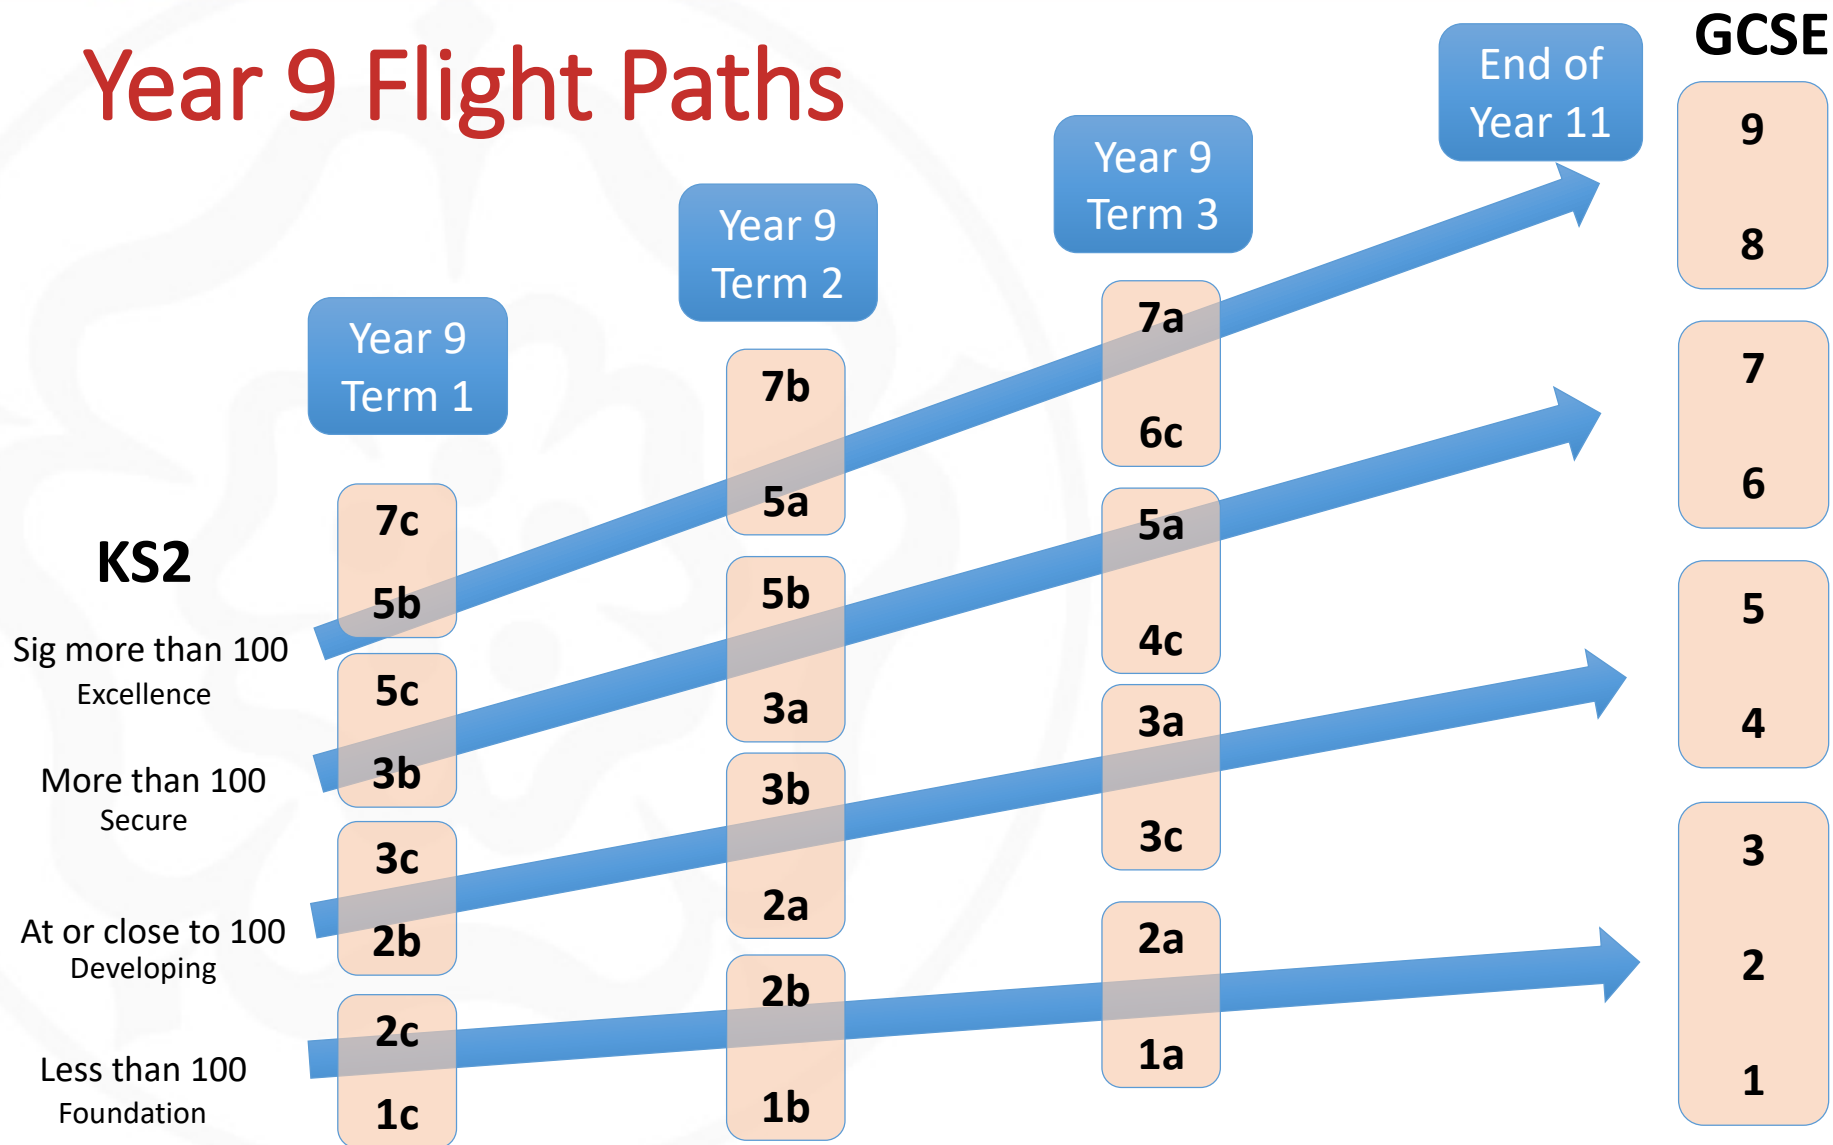 Year 9 Flight Paths
GCSE
End of
Year 11
Year 9
Term 3
Year 9
Term 2
Year 9
Term 1
KS2
Sig more than 100
Excellence
More than 100
Secure
At or close to 100
Developing
Less than 100
Foundation
7c
5b
5c
3b
3c
2b
2c
1c
7b
5a
5b
3a
3b
2a
2b
1b
7a
6c
5a
4c
3a
3c
2a
1a
9
8
7
6
5
4
3
2
1